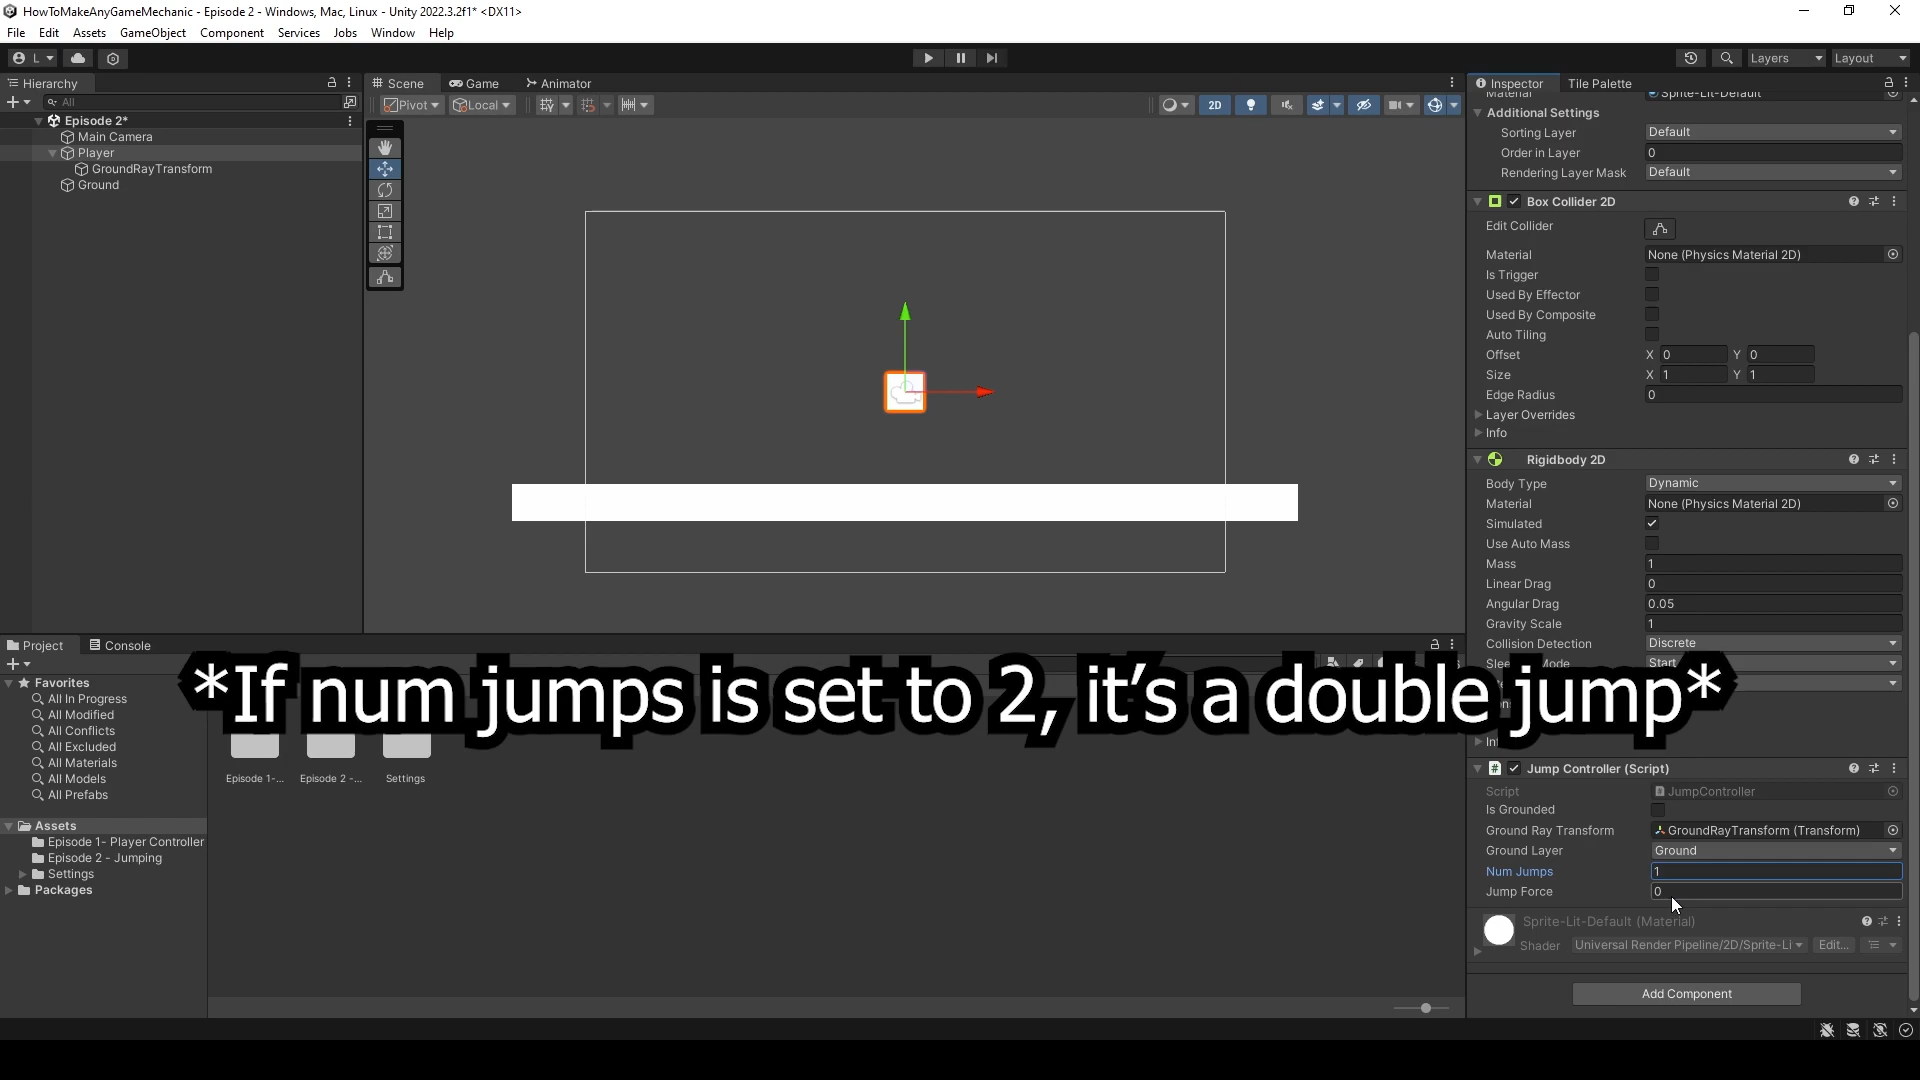 HowToMakeAnyGameMechanic - Episode 2 - Windows, Mac, Linux - Unity 2022.3.2f1* <DX11>
File Edit Assets GameObject Component Services Jobs Window Help
L
Layers Layout
Hierarchy
All
Episode 2*
Main Camera
Player
GroundRayTransform
Ground
Scene Game Animator
Pivot Local
2D
Inspector Tile Palette
Material Sprite-Lit-Default
Additional Settings
Sorting Layer Default
Order in Layer 0
Rendering Layer Mask Default
Box Collider 2D
Edit Collider
Material None (Physics Material 2D)
Is Trigger
Used By Effector
Used By Composite
Auto Tiling
Offset X 0 Y 0
Size X 1 Y 1
Edge Radius 0
Layer Overrides
Info
Rigidbody 2D
Body Type Dynamic
Material None (Physics Material 2D)
Simulated
Use Auto Mass
Mass 1
Linear Drag 0
Angular Drag 0.05
Gravity Scale 1
Collision Detection Discrete
Project Console
*If num jumps is set to 2, it's a double jump*
Favorites
All In Progress
All Modified
All Conflicts
All Excluded
All Materials
All Models
All Prefabs
Assets
Episode 1- Player Controller
Episode 2 - Jumping
Settings
Packages
Episode 1-... Episode 2 -... Settings
Jump Controller (Script)
Script JumpController
Is Grounded
Ground Ray Transform GroundRayTransform (Transform)
Ground Layer Ground
Num Jumps 1
Jump Force 0
Sprite-Lit-Default (Material)
Shader Universal Render Pipeline/2D/Sprite-Li Edit...
Add Component